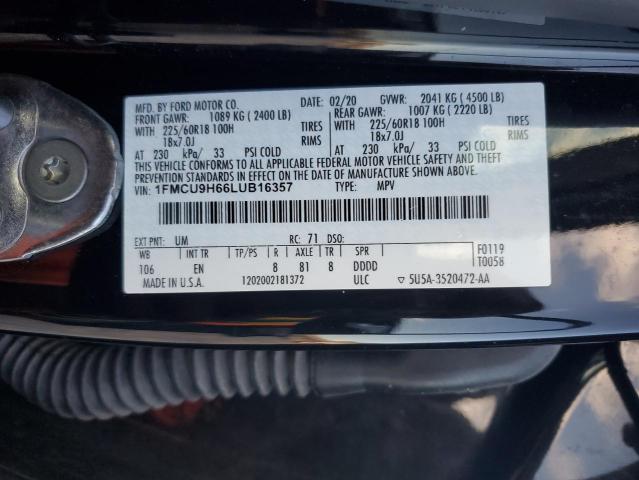 MFD. BY FORD MOTOR CO. 02/20 GVWR: 2041 KG ( 4500 LB)
FRONT GAWR: 1089 KG ( 2400 LB) REAR GAWR: 1007 KG ( 2220 LB)
WITH 225/60R18 100H TIRES WITH 225/60R18 100H TIRES
18x7.0J RIMS 18x7.0J RIMS
AT 230 kPa/ 33 PSI COLD AT 230 kPa/ 33 PSI COLD
THIS VEHICLE CONFORMS TO ALL APPLICABLE FEDERAL MOTOR VEHICLE SAFETY AND THEFT
PREVENTION STANDARDS IN EFFECT ON THE DATE OF MANUFACTURE SHOWN ABOVE.
VIN: 1FMCU9H66LUB16357 TYPE: MPV
EXT PNT: UM RC: 71 DSO: F0119
WB INT TR TP/PS R AXLE TR SPR T0058
106 EN 8 81 8 DDDD
MADE IN U.S.A. 1202002181372 ULC ▽ 5U5A-3520472-AA